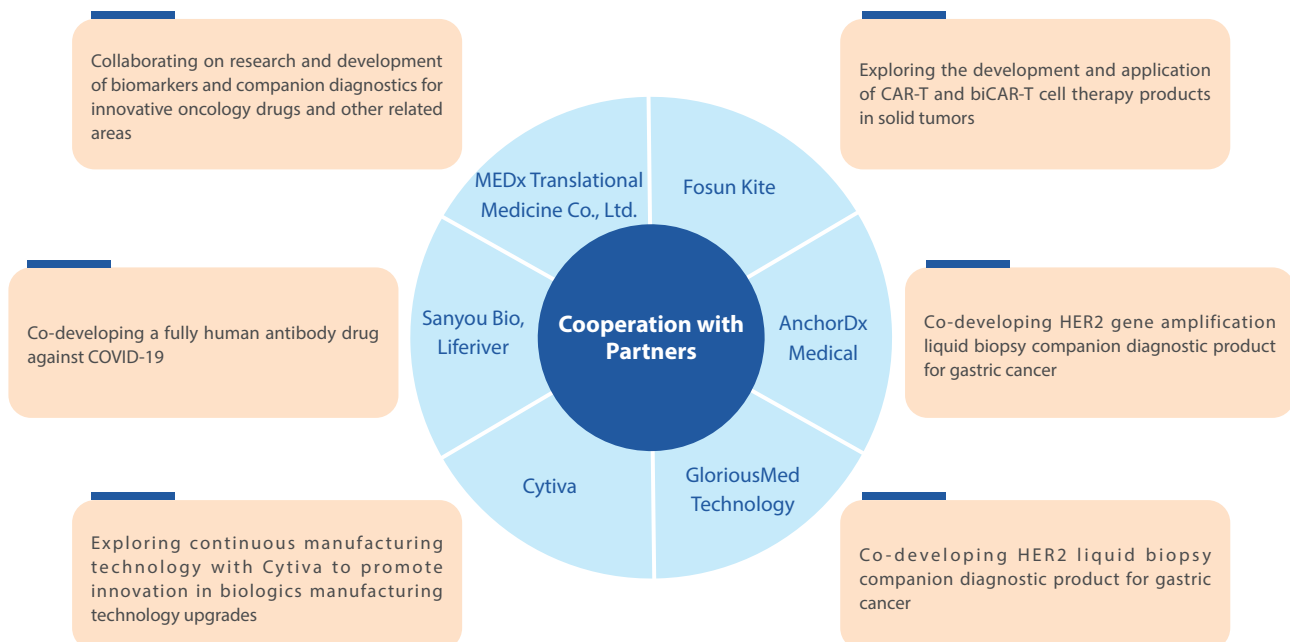 Collaborating on research and development
of biomarkers and companion diagnostics for
innovative oncology drugs and other related
areas
Exploring the development and application
of CAR-T and biCAR-T cell therapy products
in solid tumors
MEDx Translational
Medicine Co., Ltd.
Fosun Kite
Co-developing a fully human antibody drug
against COVID-19
Sanyou Bio,
Liferiver
Cooperation with
Partners
AnchorDx
Medical
Co-developing HER2 gene amplification
liquid biopsy companion diagnostic product
for gastric cancer
Cytiva
GloriousMed
Technology
Exploring continuous manufacturing
technology with Cytiva to promote
innovation in biologics manufacturing
technology upgrades
Co-developing HER2 liquid biopsy
companion diagnostic product for gastric
cancer